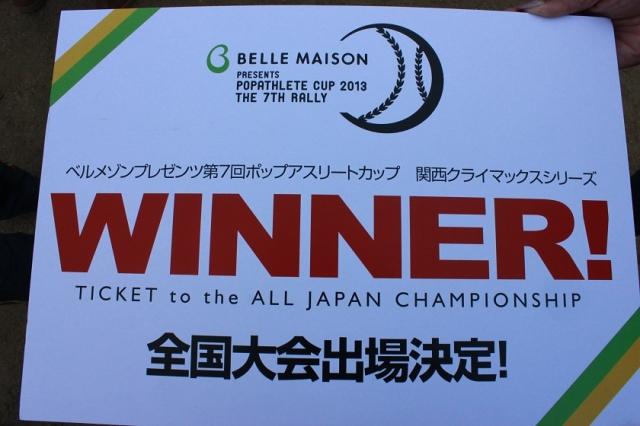 BELLE MAISON
PRESENTS
POPATHLETE CUP 2013
THE 7TH RALLY
ベルメゾンプレゼンツ第7回ポップアスリートカップ 関西クライマックスシリーズ
WINNER!
TICKET to the ALL JAPAN CHAMPIONSHIP
全国大会出場決定!